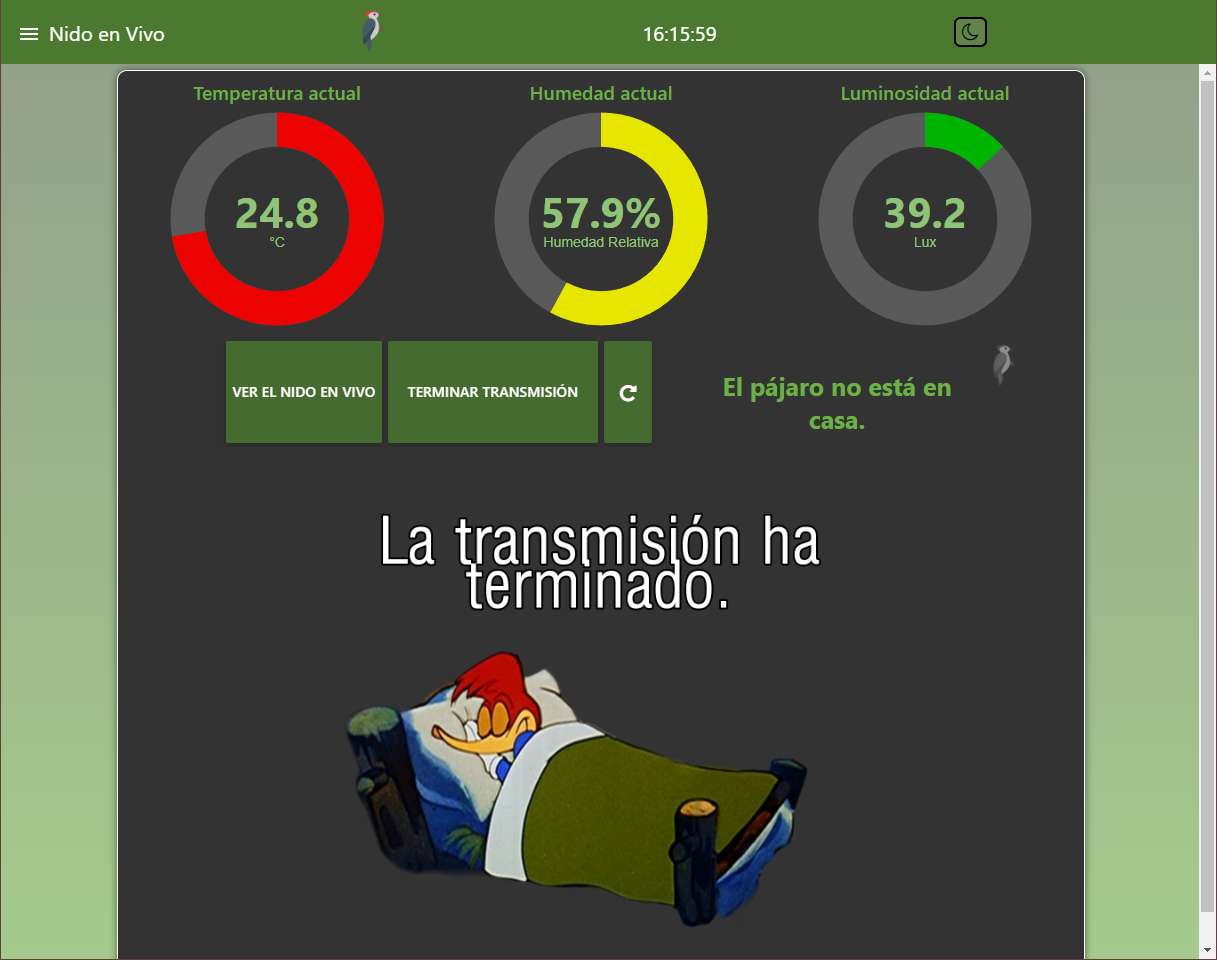 Nido en Vivo
16:15:59
Temperatura actual
Humedad actual
Luminosidad actual
24.8
°C
57.9%
Humedad Relativa
39.2
Lux
VER EL NIDO EN VIVO
TERMINAR TRANSMISIÓN
El pájaro no está en
casa.
La transmisión ha
terminado.